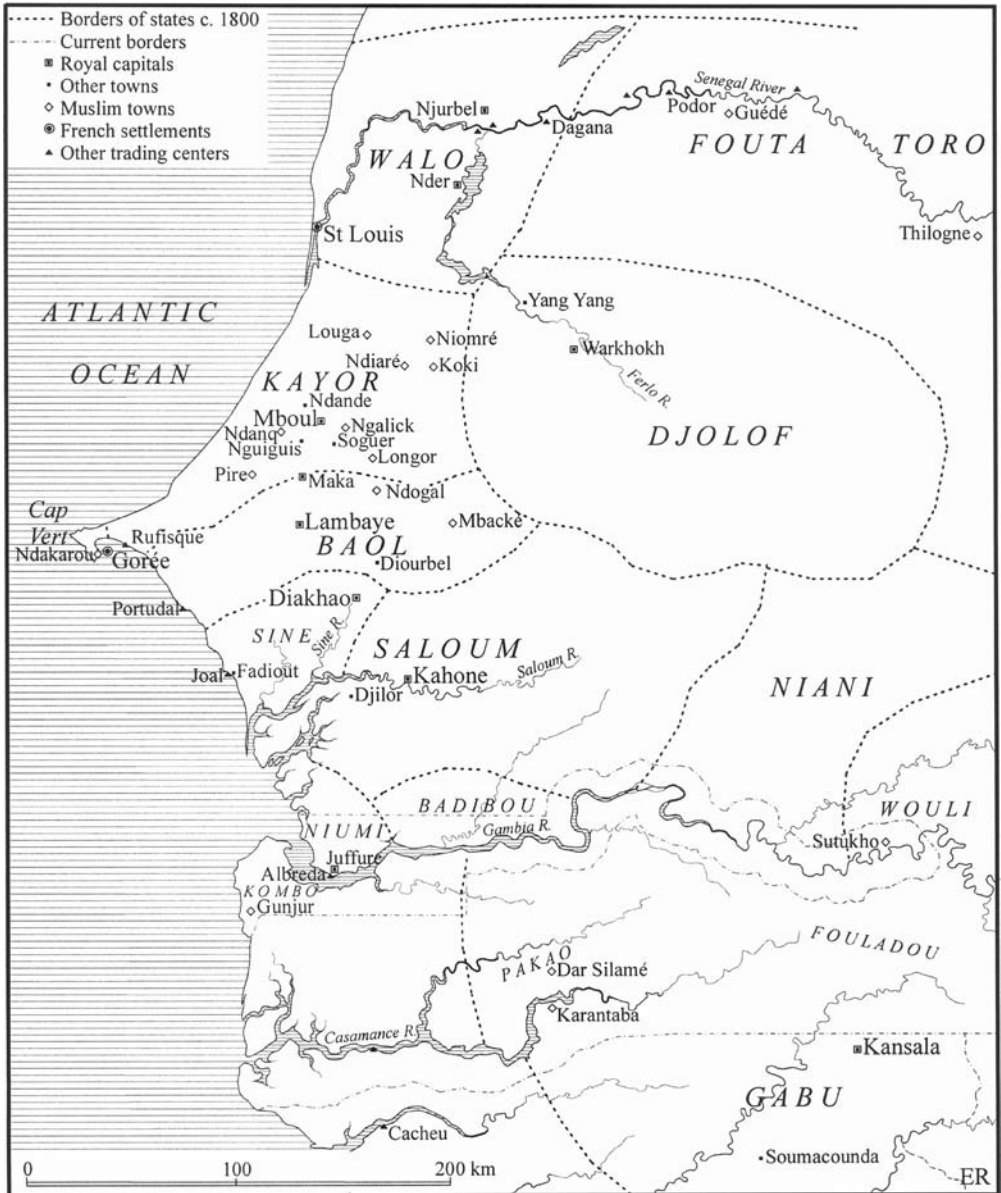 Borders of states c. 1800
Current borders
Royal capitals
Other towns
Muslim towns
French settlements
Other trading centers
Senegal River
Njurbel
Podor
Guédé
Dagana
FOUTA TORO
WALO
Nder
St Louis
Thilogne
ATLANTIC
OCEAN
Yang Yang
Louga
Niomré
Warkhokh
Ndiaré
Koki
Ferlo R.
KAYOR
Ndande
Mboul
Ndanq
Ngalick
Nguiguis
Soguer
DJOLOF
Longor
Pire
Maka
Ndogal
Cap
Vert
Lambaye
Mbacké
Rufisque
Ndakarou
Gorée
BAOL
Diourbel
Diakhao
Portudal
SINE
Sine R.
SALOUM
Saloum R.
Joal
Fadiout
Kahone
Djilor
NIANI
BADIBOU
WOULI
NIUMI
Gambia R.
Sutukho
Juffure
Albreda
KOMBO
Gunjur
FOULADOU
PAKAO
Dar Silamé
Karantaba
Casamance R.
Kansala
GABU
Cacheu
Soumacounda
0 100 200 km
ER